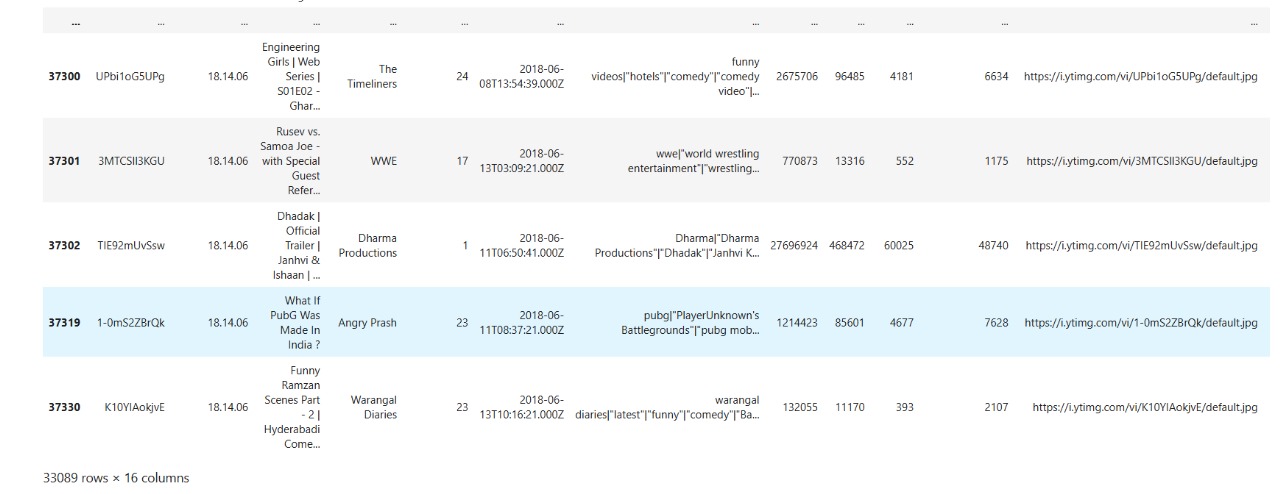 ... ... ... ... ... ... ... ... ... ... ... ... ...
37300
UPbi1oG5UPg
18.14.06
Engineering
Girls | Web
Series |
S01E02 -
Ghar...
The
Timeliners
24
2018-06-
08T13:54:39.000Z
funny
videos|"hotels"|"comedy"|"comedy
video"|...
2675706
96485
4181
6634
https://i.ytimg.com/vi/UPbi1oG5UPg/default.jpg
37301
3MTCSII3KGU
18.14.06
Rusev vs.
Samoa Joe -
with Special
Guest
Refer...
WWE
17
2018-06-
13T03:09:21.000Z
wwe|"world wrestling
entertainment"|"wrestling...
770873
13316
552
1175
https://i.ytimg.com/vi/3MTCSII3KGU/default.jpg
37302
TIE92mUvSsw
18.14.06
Dhadak |
Official
Trailer |
Janhvi &
Ishaan | ...
Dharma
Productions
1
2018-06-
11T06:50:41.000Z
Dharma|"Dharma
Productions"|"Dhadak"|"Janhvi K...
27696924
468472
60025
48740
https://i.ytimg.com/vi/TIE92mUvSsw/default.jpg
37319
1-0mS2ZBrQk
18.14.06
What If
PubG Was
Made In
India ?
Angry Prash
23
2018-06-
11T08:37:21.000Z
pubg|"PlayerUnknown's
Battlegrounds"|"pubg mob...
1214423
85601
4677
7628
https://i.ytimg.com/vi/1-0mS2ZBrQk/default.jpg
37330
K10YIAokjvE
18.14.06
Funny
Ramzan
Scenes Part
- 2 |
Hyderabadi
Come...
Warangal
Diaries
23
2018-06-
13T10:16:21.000Z
warangal
diaries|"latest"|"funny"|"comedy"|"Ba...
132055
11170
393
2107
https://i.ytimg.com/vi/K10YIAokjvE/default.jpg
33089 rows × 16 columns